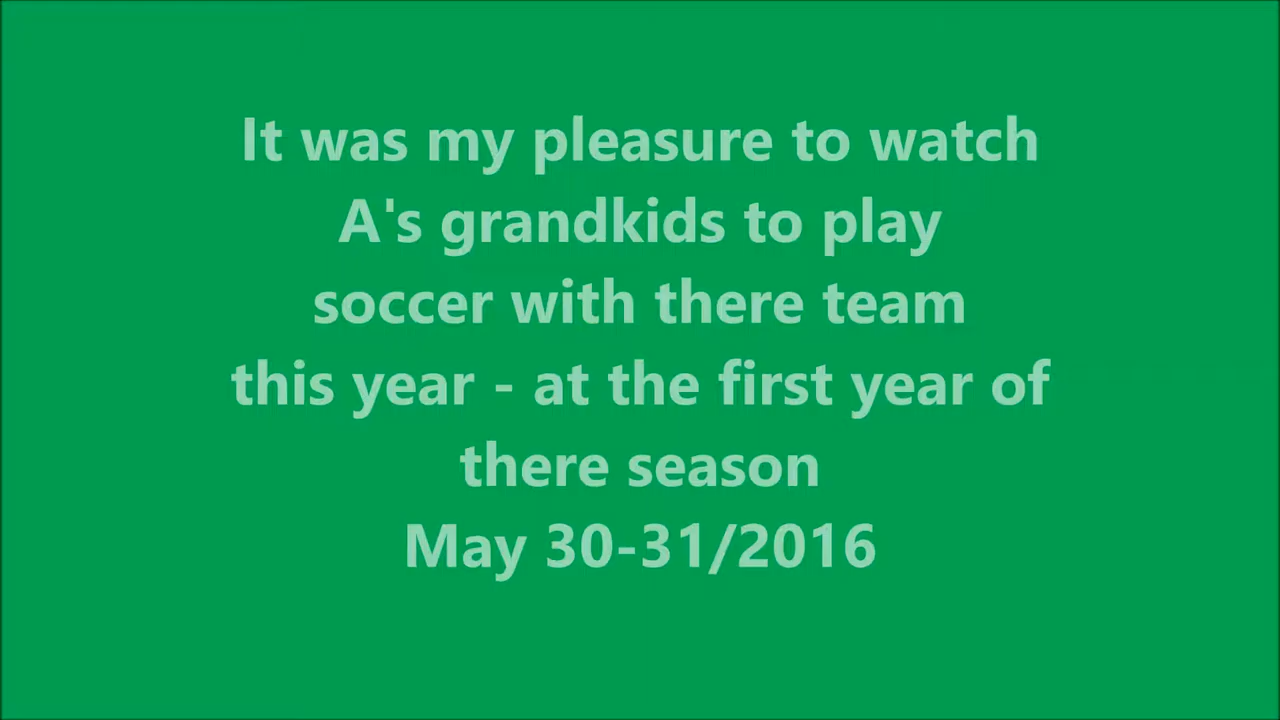 It was my pleasure to watch
A's grandkids to play
soccer with there team
this year - at the first year of
there season
May 30-31/2016